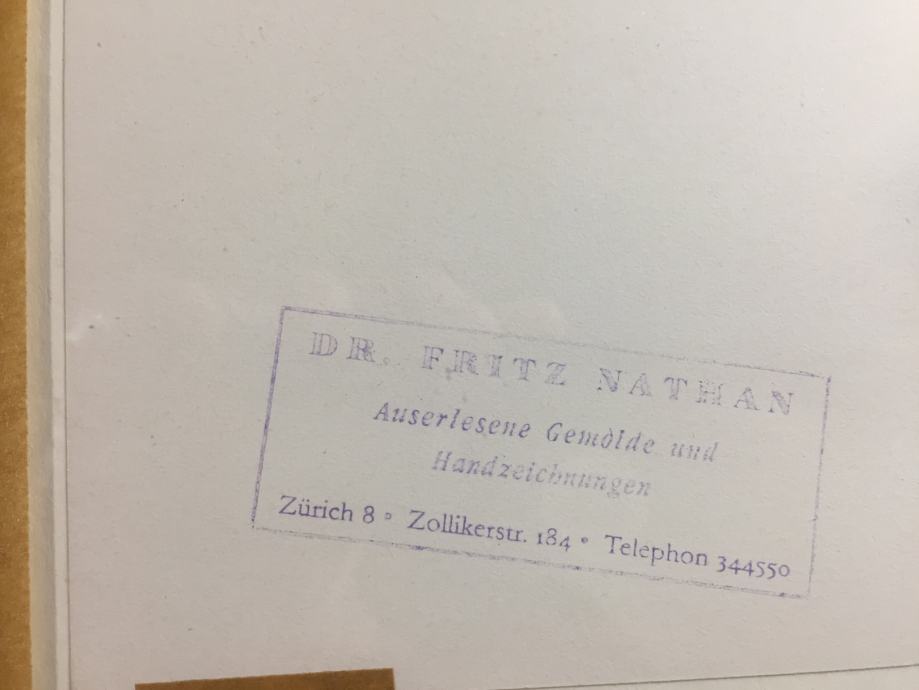 DR. FRITZ NATHAN
Auserlesene Gemälde und
Handzeichnungen
Zürich 8 ∘ Zollikerstr. 184 ∘ Telephon 344550